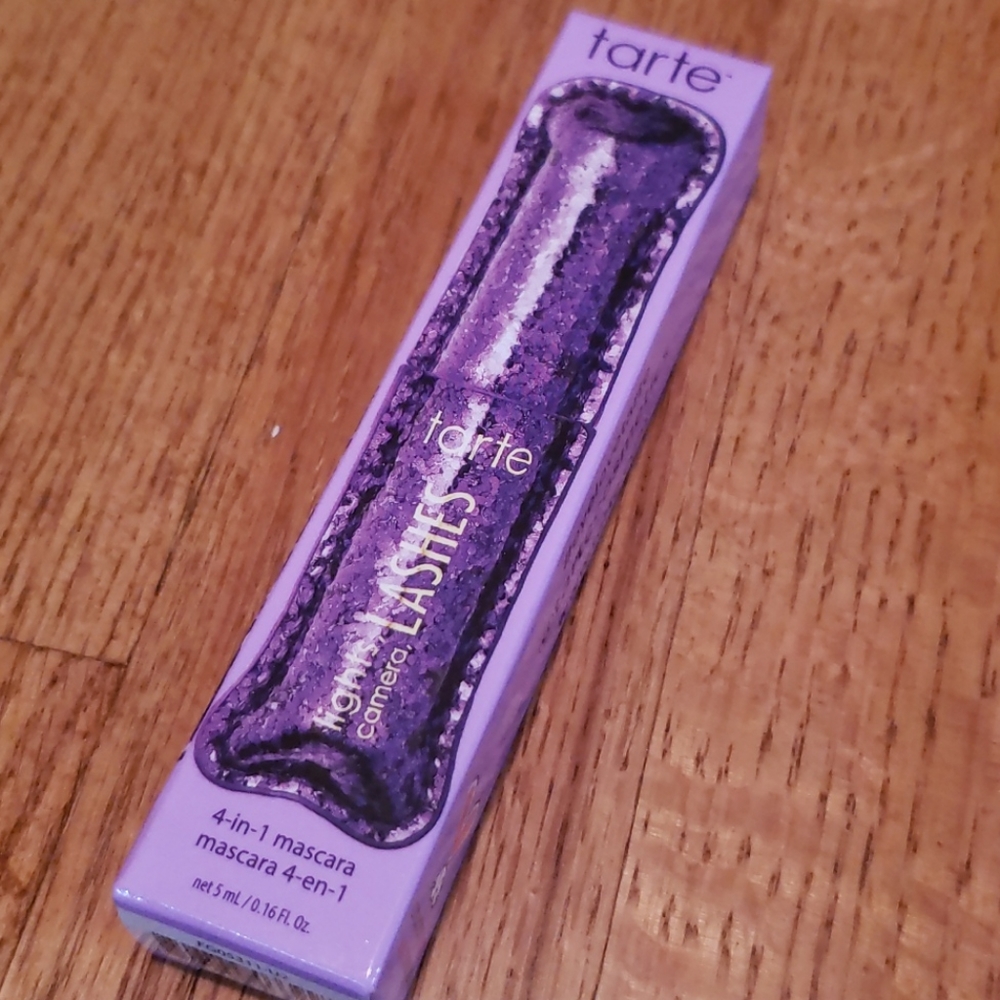 tarte
tarte
lights,
camera, LASHES
4-in-1 mascara
mascara 4-en-1
net 5 mL / 0.16 Fl. Oz.